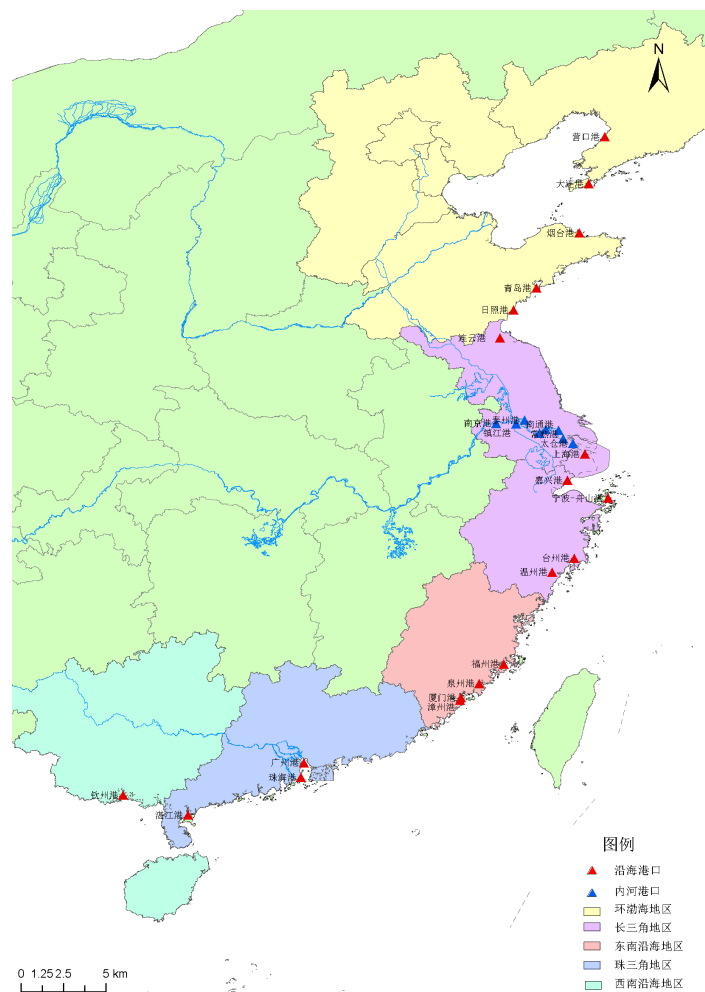 N
营口港
大连港
烟台港
青岛港
日照港
连云港
南京港
泰州港
南通港
镇江港
常熟港
太仓港
上海港
嘉兴港
宁波-舟山港
台州港
温州港
福州港
泉州港
厦门港
漳州港
广州港
珠海港
钦州港
湛江港
图例
沿海港口
内河港口
环渤海地区
长三角地区
东南沿海地区
珠三角地区
西南沿海地区
0 1.25 2.5 5 km